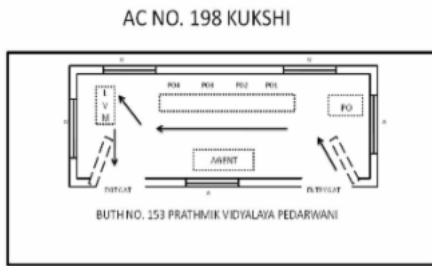 AC NO. 198 KUKSHI
PO4 PO3 PO2 PO1
L
V
M
PO
AGENT
EXITGAT
ENTRYGAT
BUTH NO. 153 PRATHMIK VIDYALAYA PEDARWANI